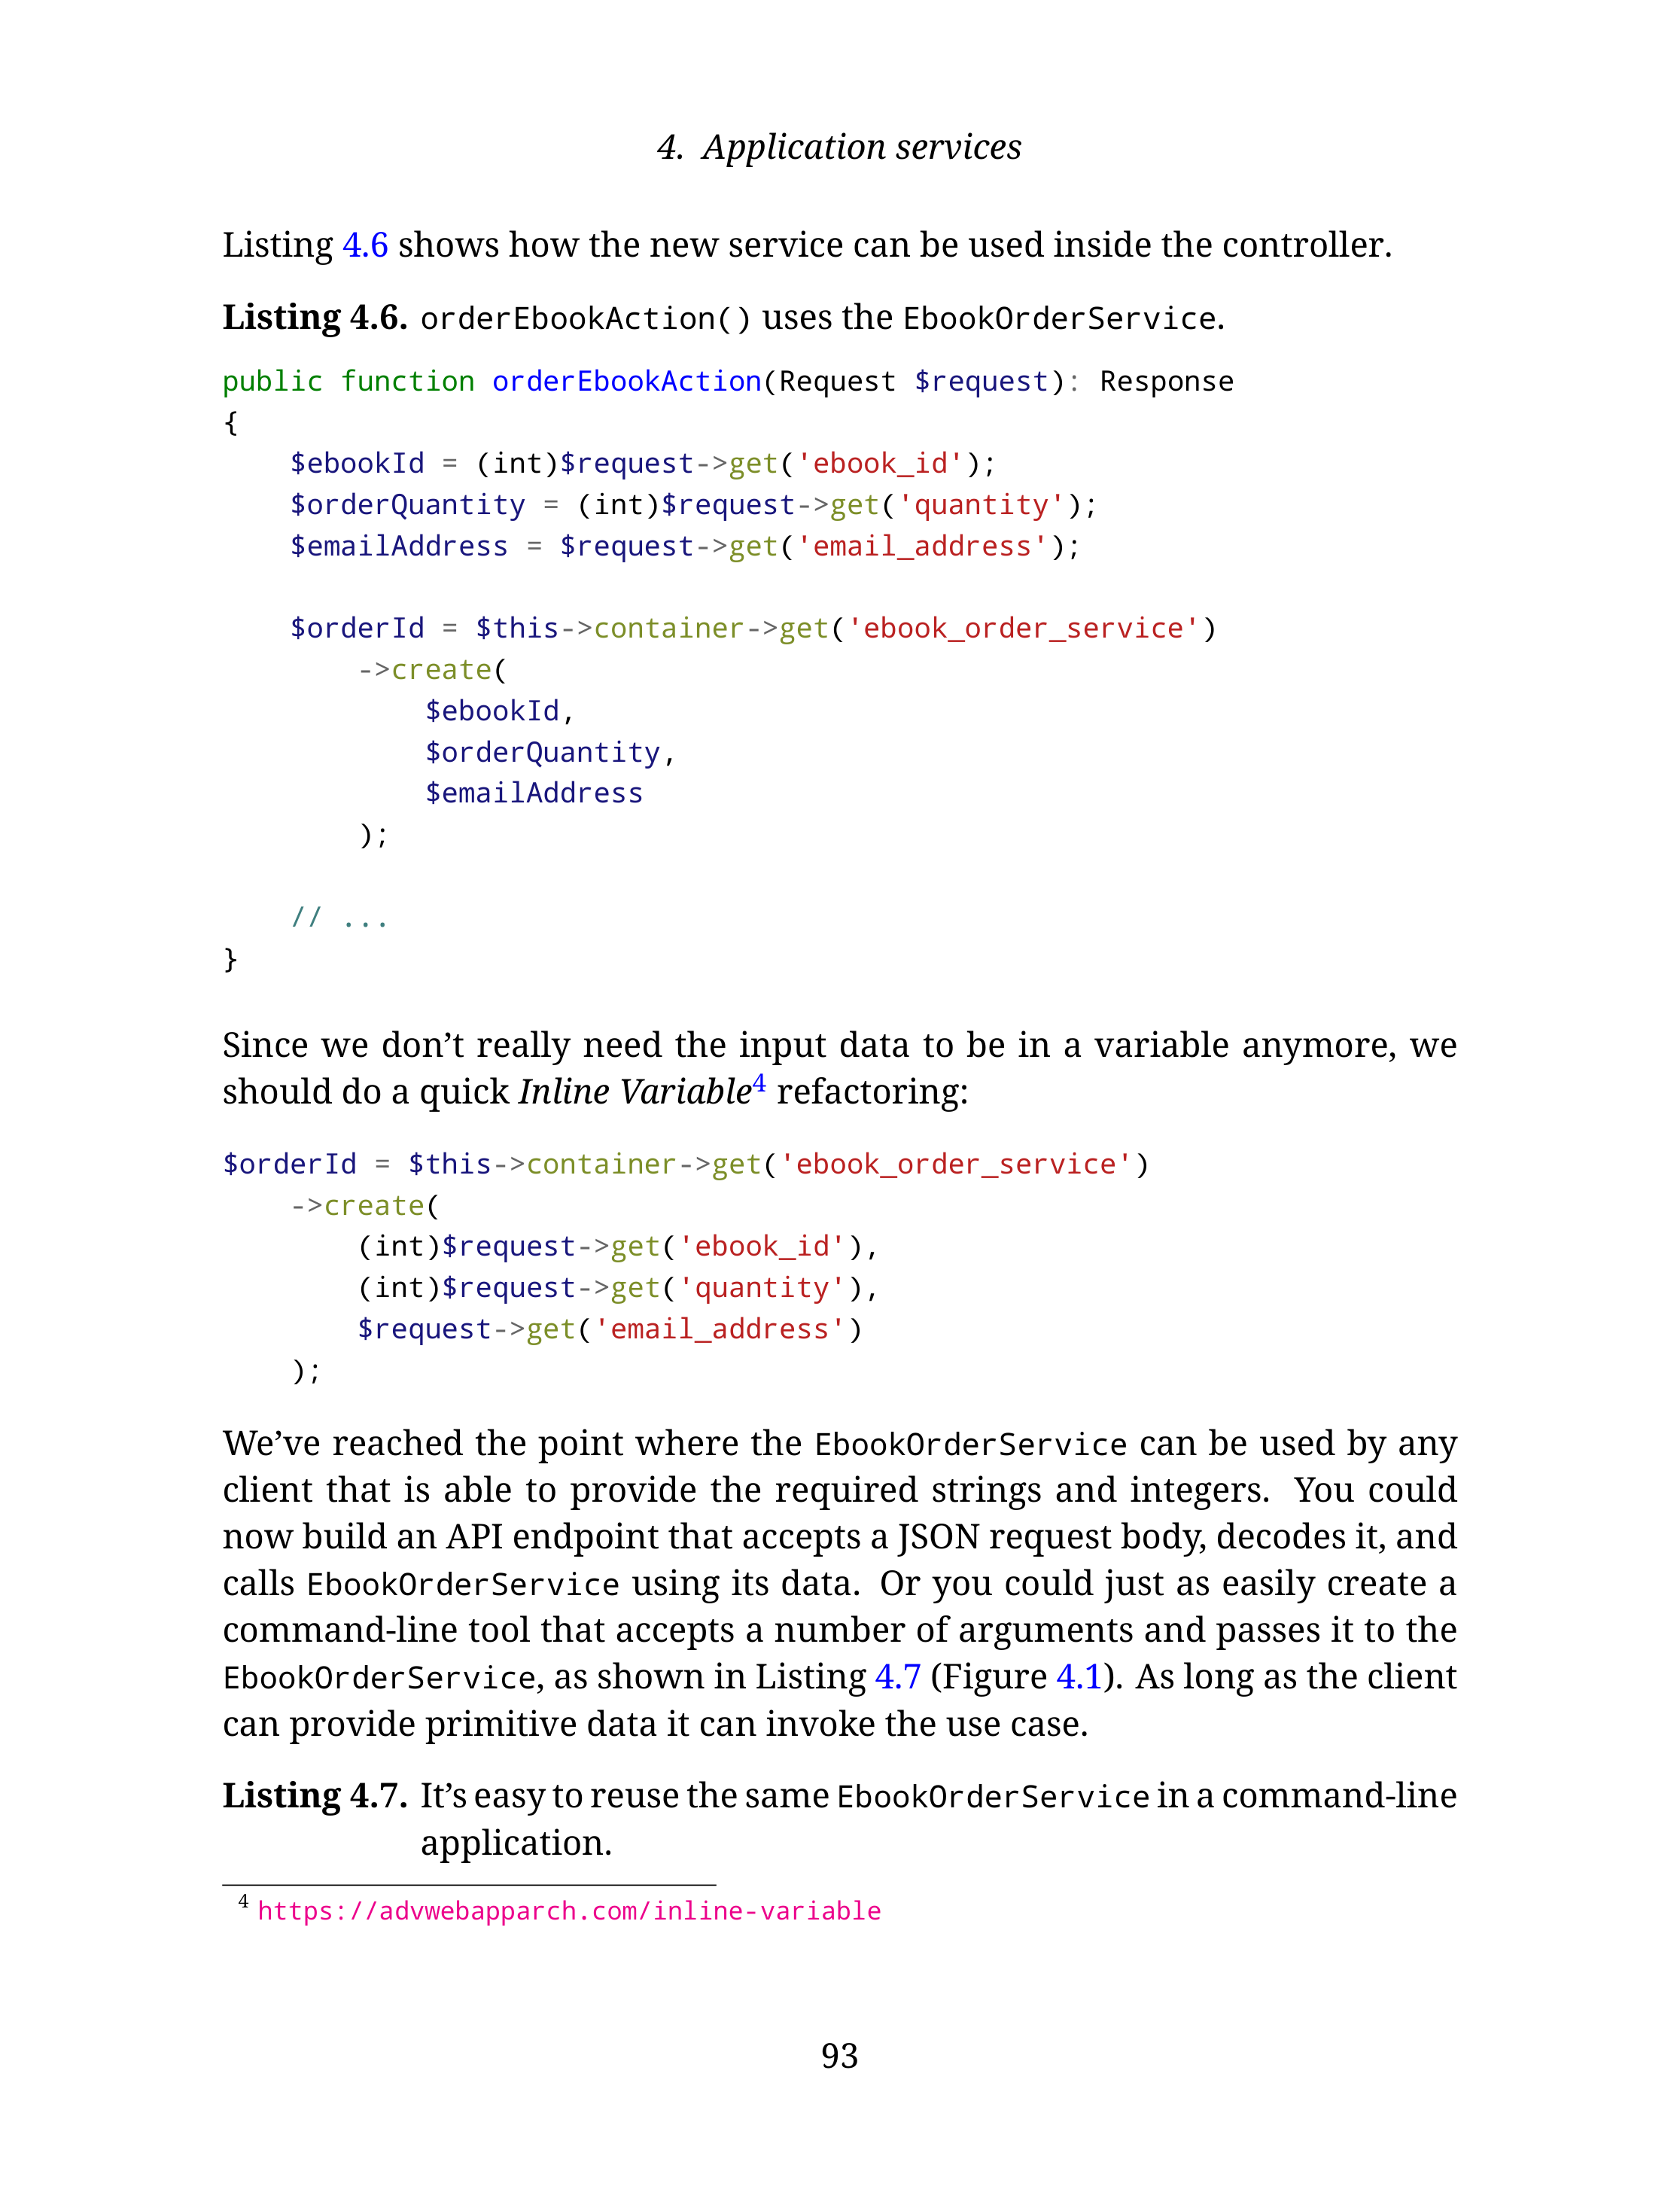 4. Application services
Listing 4.6 shows how the new service can be used inside the controller.
Listing 4.6. orderEbookAction() uses the EbookOrderService.
public function orderEbookAction(Request $request): Response
{
    $ebookId = (int)$request->get('ebook_id');
    $orderQuantity = (int)$request->get('quantity');
    $emailAddress = $request->get('email_address');

    $orderId = $this->container->get('ebook_order_service')
        ->create(
            $ebookId,
            $orderQuantity,
            $emailAddress
        );

    // ...
}
Since we don’t really need the input data to be in a variable anymore, we
should do a quick Inline Variable4 refactoring:
$orderId = $this->container->get('ebook_order_service')
    ->create(
        (int)$request->get('ebook_id'),
        (int)$request->get('quantity'),
        $request->get('email_address')
    );
We’ve reached the point where the EbookOrderService can be used by any
client that is able to provide the required strings and integers. You could
now build an API endpoint that accepts a JSON request body, decodes it, and
calls EbookOrderService using its data. Or you could just as easily create a
command-line tool that accepts a number of arguments and passes it to the
EbookOrderService, as shown in Listing 4.7 (Figure 4.1). As long as the client
can provide primitive data it can invoke the use case.
Listing 4.7. It’s easy to reuse the same EbookOrderService in a command-line
application.
4 https://advwebapparch.com/inline-variable
93